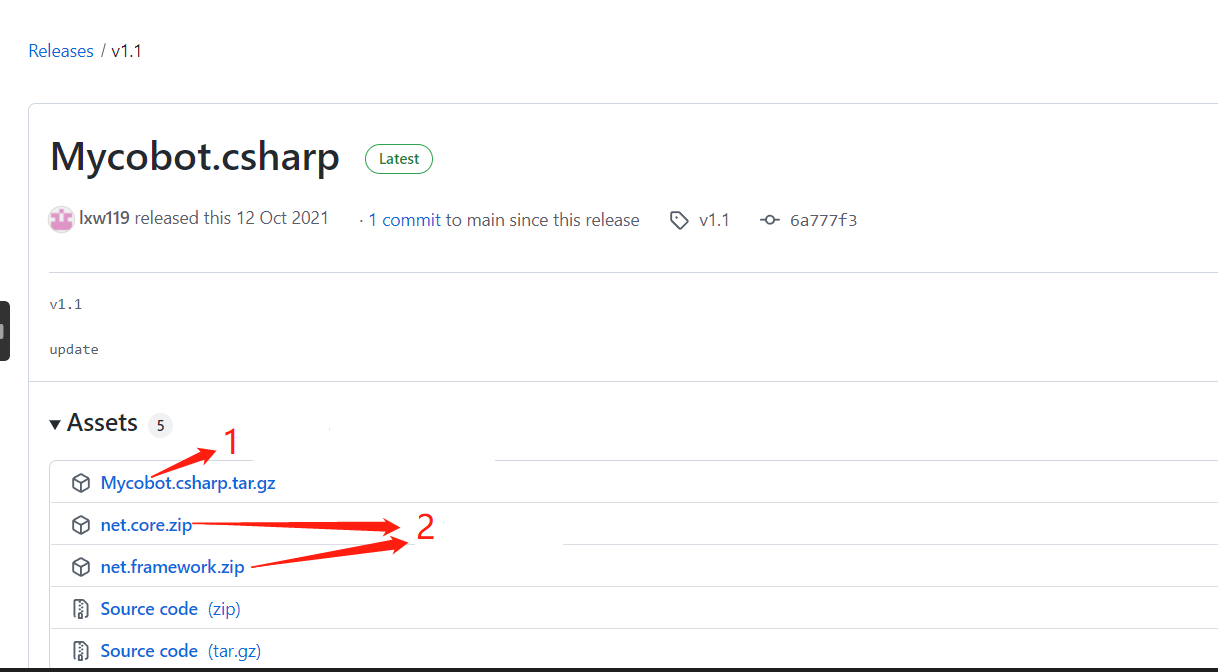 Releases / v1.1
Mycobot.csharp Latest
lxw119 released this 12 Oct 2021 · 1 commit to main since this release v1.1 6a777f3
v1.1
update
Assets 5
1
Mycobot.csharp.tar.gz
net.core.zip
2
net.framework.zip
Source code (zip)
Source code (tar.gz)